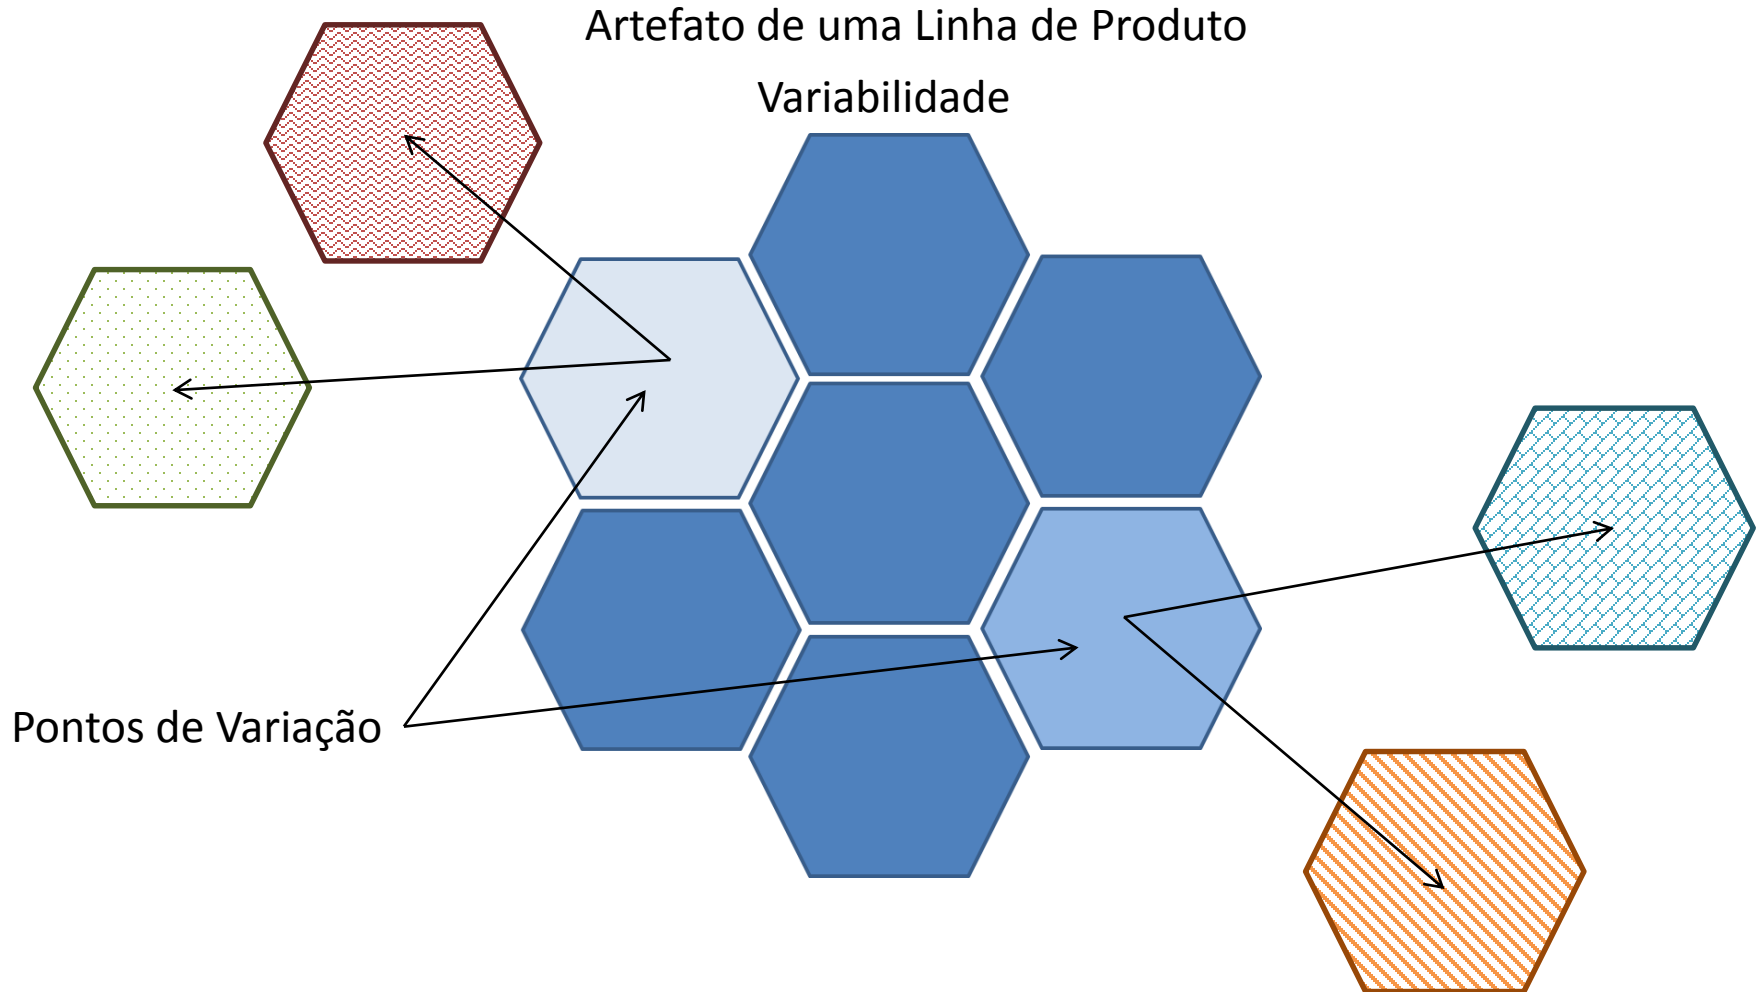 Artefato de uma Linha de Produto
Variabilidade
Pontos de Variação